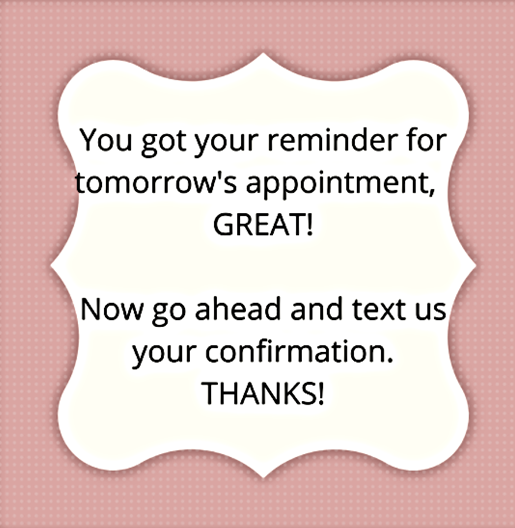 You got your reminder for
tomorrow's appointment,
GREAT!
Now go ahead and text us
your confirmation.
THANKS!